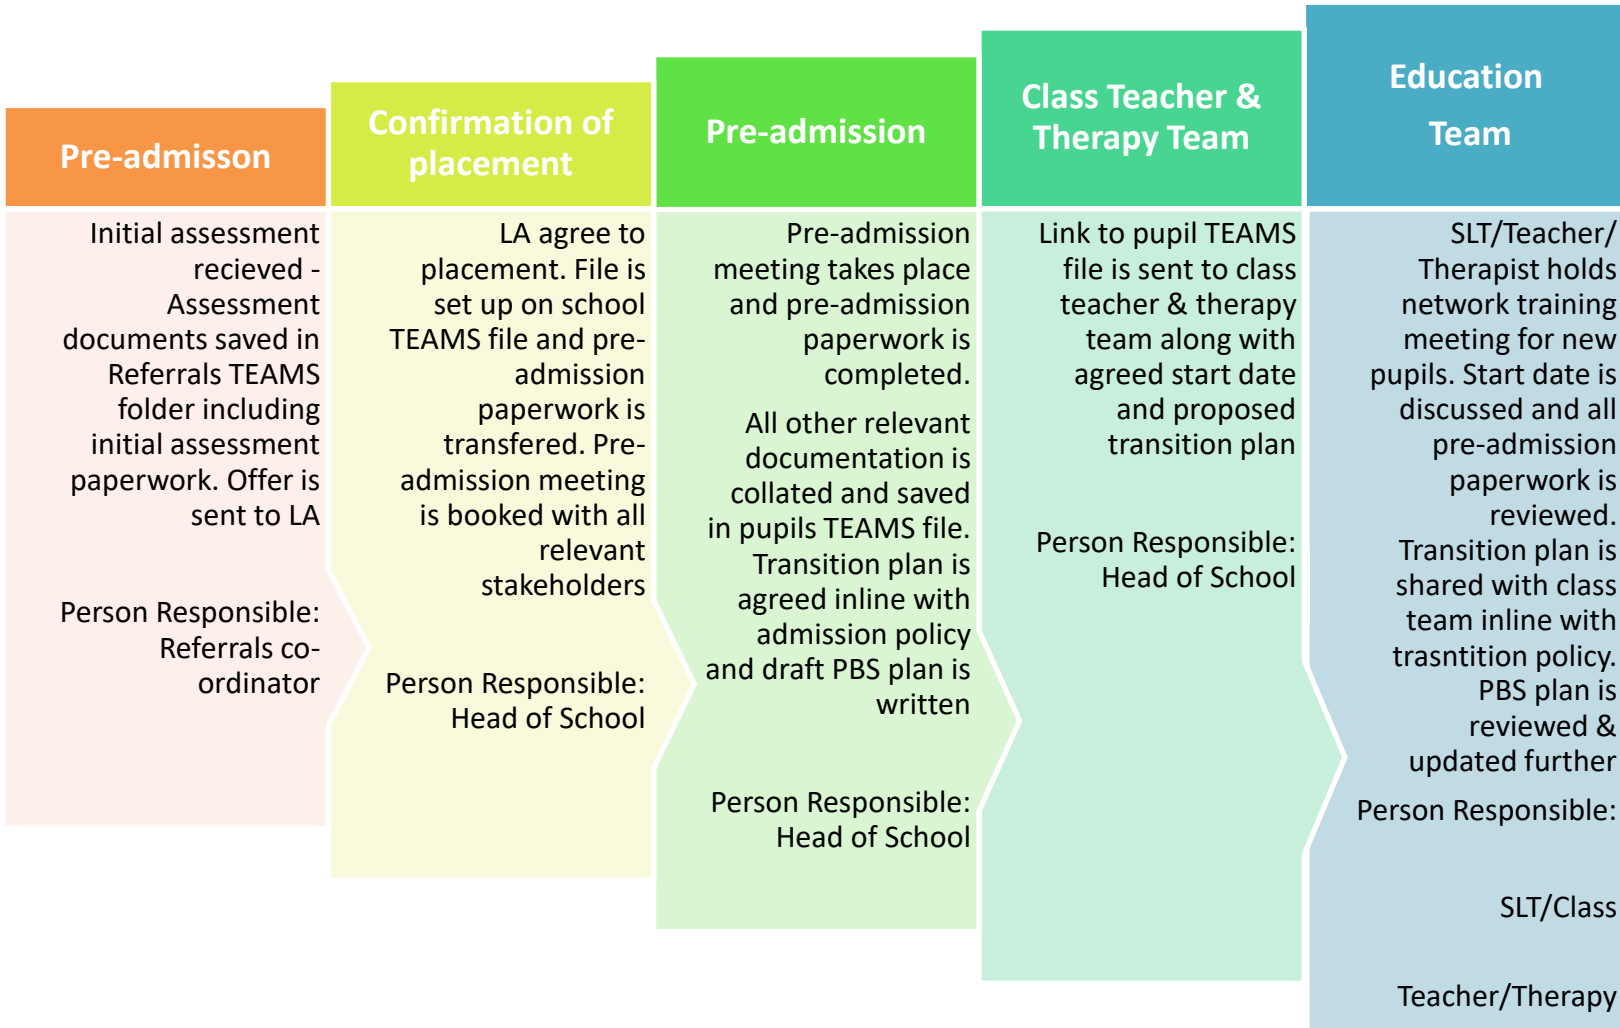 Pre-admisson
Initial assessment
recieved -
Assessment
documents saved in
Referrals TEAMS
folder including
initial assessment
paperwork. Offer is
sent to LA
Person Responsible:
Referrals co-
ordinator
Confirmation of
placement
LA agree to
placement. File is
set up on school
TEAMS file and pre-
admission
paperwork is
transfered. Pre-
admission meeting
is booked with all
relevant
stakeholders
Person Responsible:
Head of School
Pre-admission
Pre-admission
meeting takes place
and pre-admission
paperwork is
completed.
All other relevant
documentation is
collated and saved
in pupils TEAMS file.
Transition plan is
agreed inline with
admission policy
and draft PBS plan is
written
Person Responsible:
Head of School
Class Teacher &
Therapy Team
Link to pupil TEAMS
file is sent to class
teacher & therapy
team along with
agreed start date
and proposed
transition plan
Person Responsible:
Head of School
Education
Team
SLT/Teacher/
Therapist holds
network training
meeting for new
pupils. Start date is
discussed and all
pre-admission
paperwork is
reviewed.
Transition plan is
shared with class
team inline with
trasntition policy.
PBS plan is
reviewed &
updated further
Person Responsible:
SLT/Class
Teacher/Therapy